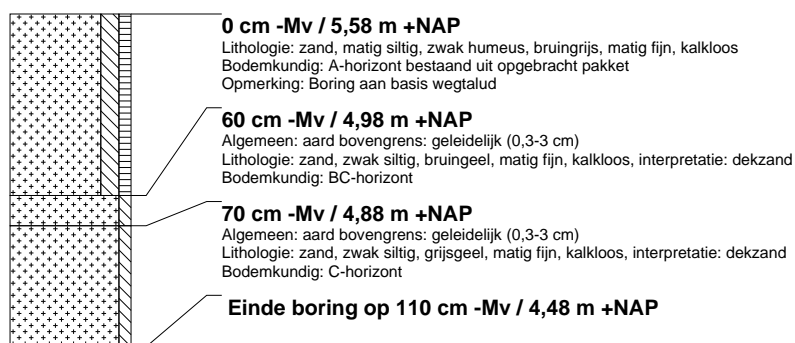 0 cm -Mv / 5,58 m +NAP
Lithologie: zand, matig siltig, zwak humeus, bruingrijs, matig fijn, kalkloos
Bodemkundig: A-horizont bestaand uit opgebracht pakket
Opmerking: Boring aan basis wegtalud
60 cm -Mv / 4,98 m +NAP
Algemeen: aard bovengrens: geleidelijk (0,3-3 cm)
Lithologie: zand, zwak siltig, bruingeel, matig fijn, kalkloos, interpretatie: dekzand
Bodemkundig: BC-horizont
70 cm -Mv / 4,88 m +NAP
Algemeen: aard bovengrens: geleidelijk (0,3-3 cm)
Lithologie: zand, zwak siltig, grijsgeel, matig fijn, kalkloos, interpretatie: dekzand
Bodemkundig: C-horizont
Einde boring op 110 cm -Mv / 4,48 m +NAP